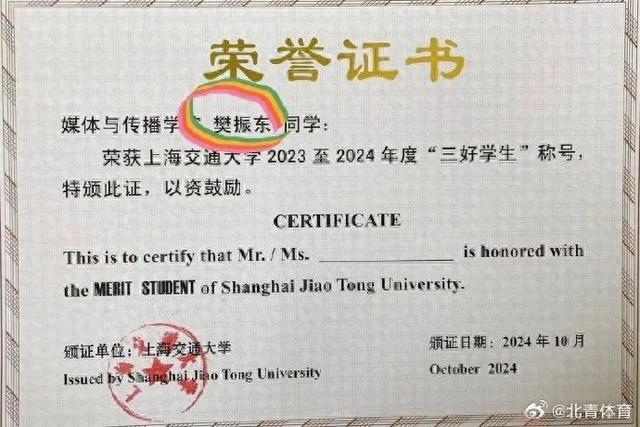 荣誉证书
媒体与传播学院 樊振东 同学：
荣获上海交通大学 2023 至 2024 年度“三好学生”称号，
特颁此证，以资鼓励。
CERTIFICATE
This is to certify that Mr. / Ms. ____________ is honored with
the MERIT STUDENT of Shanghai Jiao Tong University.
颁证单位：上海交通大学
Issued by Shanghai Jiao Tong University
颁证日期：2024 年 10 月
October 2024
@北青体育